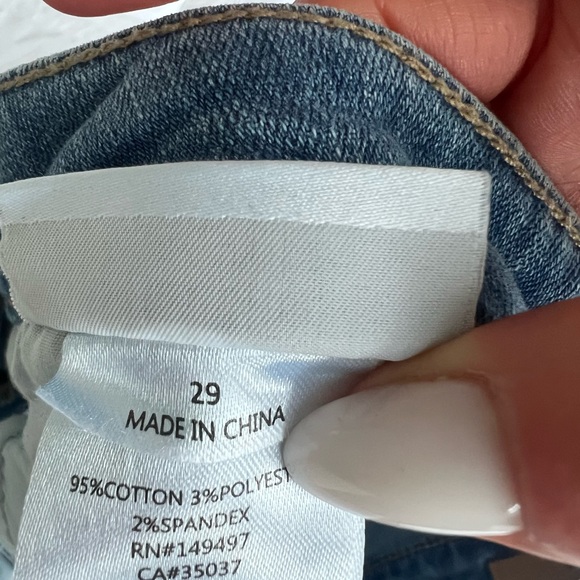 29
MADE IN CHINA
95%COTTON 3%POLYEST
2%SPANDEX
RN#149497
CA#35037